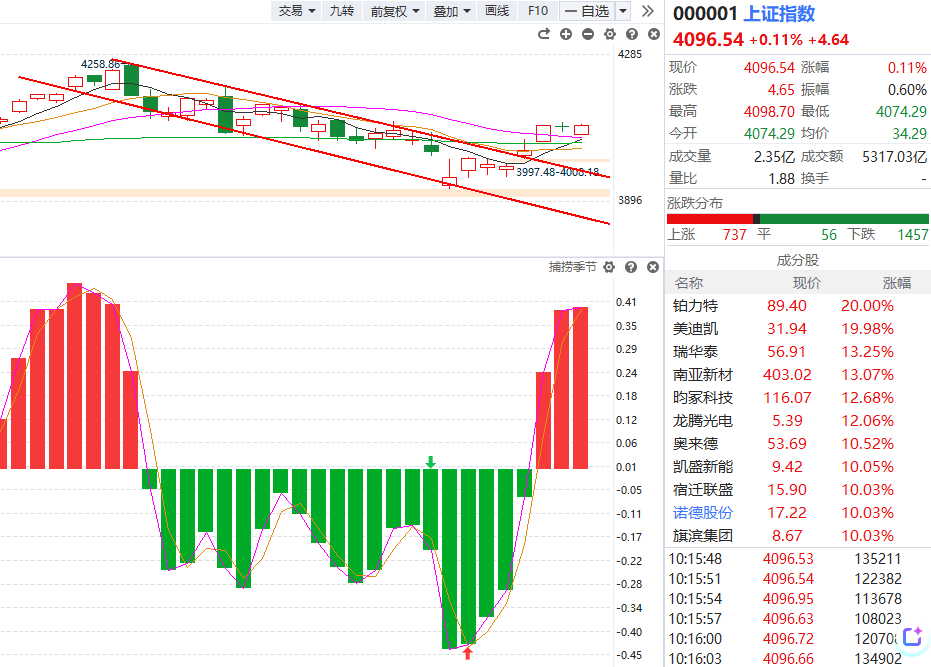 交易 九转 前复权 叠加 画线 F10 一自选
4285
4258.86
3997.48-4008.18
3896
捕捞季节
0.41
0.35
0.29
0.24
0.18
0.12
0.06
0.01
-0.05
-0.11
-0.17
-0.22
-0.28
-0.34
-0.40
-0.45
000001 上证指数
4096.54 +0.11% +4.64
现价 4096.54 涨幅 0.11%
涨跌 4.65 振幅 0.60%
最高 4098.70 最低 4074.29
今开 4074.29 均价 34.29
成交量 2.35亿 成交额 5317.03亿
量比 1.88 换手 -
涨跌分布
上涨 737 平 56 下跌 1457
成分股
名称 现价 涨幅
铂力特 89.40 20.00%
美迪凯 31.94 19.98%
瑞华泰 56.91 13.25%
南亚新材 403.02 13.07%
昀冢科技 116.07 12.68%
龙腾光电 5.39 12.06%
奥来德 53.69 10.52%
凯盛新能 9.42 10.05%
宿迁联盛 15.90 10.03%
诺德股份 17.22 10.03%
旗滨集团 8.67 10.03%
10:15:48 4096.53 135211
10:15:51 4096.54 122382
10:15:54 4096.95 113678
10:15:57 4096.63 108023
10:16:00 4096.72 12070
10:16:03 4096.66 134902